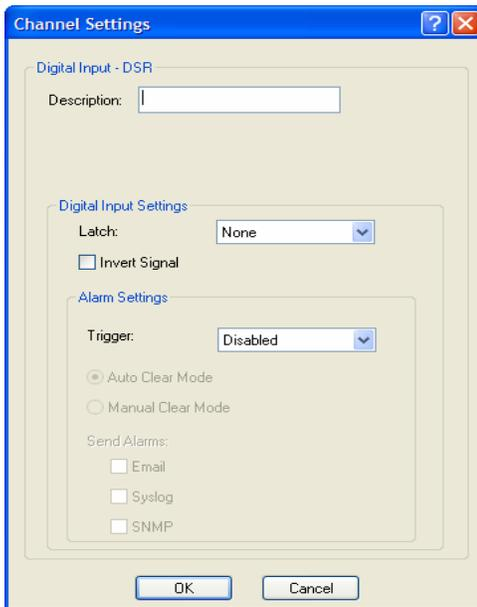 Channel Settings
Digital Input - DSR
Description:
Digital Input Settings
Latch: None
Invert Signal
Alarm Settings
Trigger: Disabled
Auto Clear Mode
Manual Clear Mode
Send Alarms:
Email
Syslog
SNMP
OK Cancel